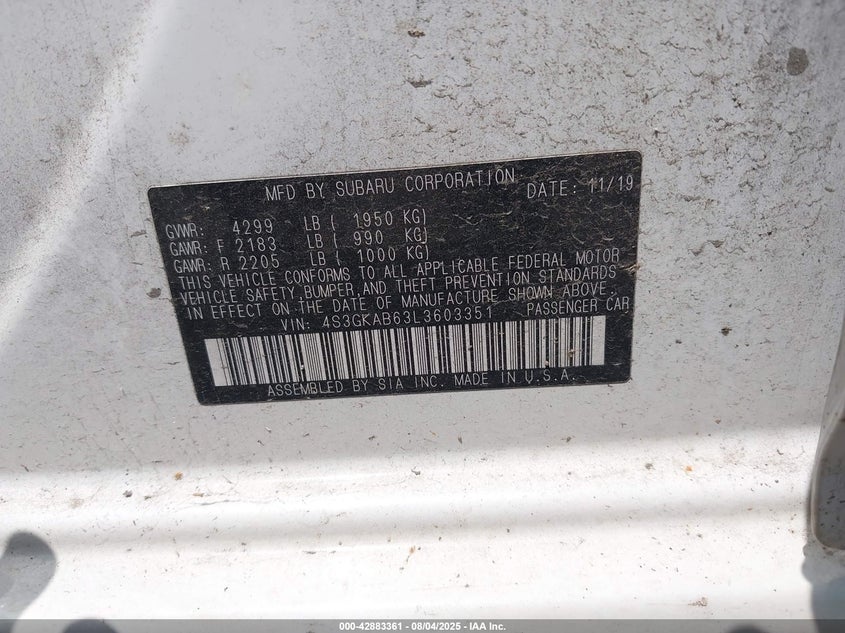 MFD BY SUBARU CORPORATION DATE: 11/19
GVWR: 4299 LB ( 1950 KG)
GAWR: F 2183 LB ( 990 KG)
GAWR: R 2205 LB ( 1000 KG)
THIS VEHICLE CONFORMS TO ALL APPLICABLE FEDERAL MOTOR
VEHICLE SAFETY,BUMPER,AND THEFT PREVENTION STANDARDS
IN EFFECT ON THE DATE OF MANUFACTURE SHOWN ABOVE.
VIN: 4S3GKAB63L3603351 PASSENGER CAR
ASSEMBLED BY SIA INC. MADE IN U.S.A.
000-42883361 - 08/04/2025 - IAA Inc.